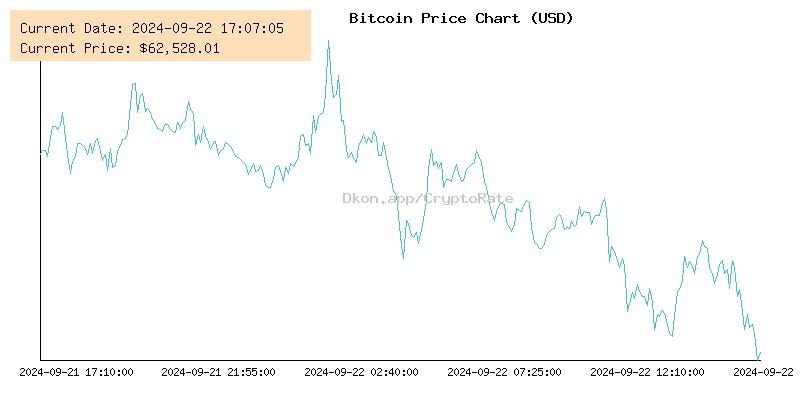 Bitcoin Price Chart (USD)
Current Date: 2024-09-22 17:07:05
Current Price: $62,528.01
Dkon.app/CryptoRate
2024-09-21 17:10:00 2024-09-21 21:55:00 2024-09-22 02:40:00 2024-09-22 07:25:00 2024-09-22 12:10:00 2024-09-22